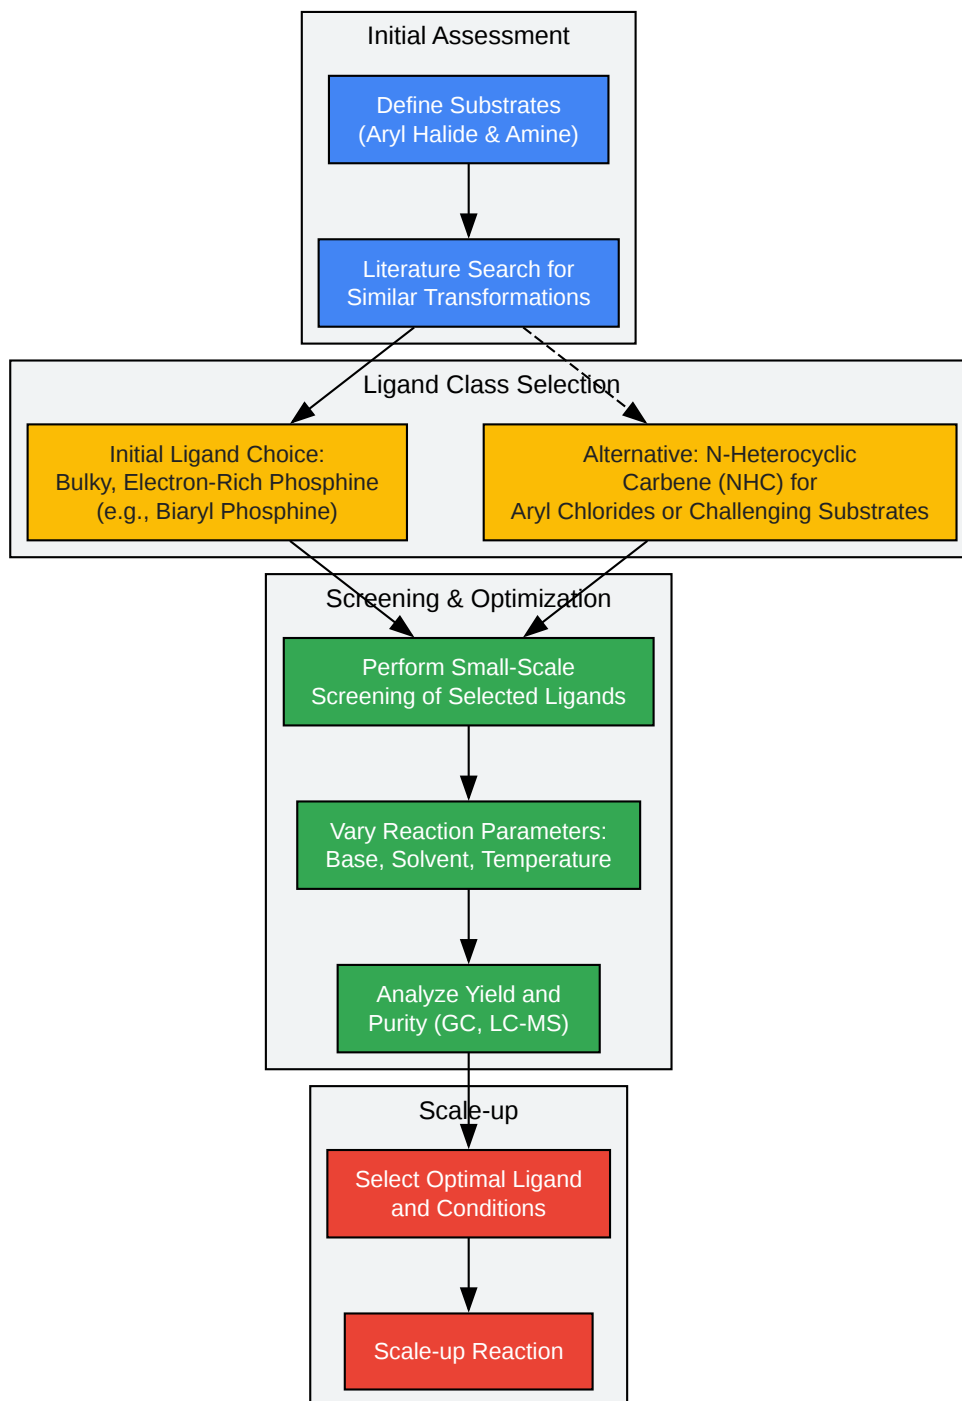 Initial Assessment
Define Substrates
(Aryl Halide & Amine)
Literature Search for
Similar Transformations
Ligand Class Selection
Initial Ligand Choice:
Bulky, Electron-Rich Phosphine
(e.g., Biaryl Phosphine)
Alternative: N-Heterocyclic
Carbene (NHC) for
Aryl Chlorides or Challenging Substrates
Screening & Optimization
Perform Small-Scale
Screening of Selected Ligands
Vary Reaction Parameters:
Base, Solvent, Temperature
Analyze Yield and
Purity (GC, LC-MS)
Scale-up
Select Optimal Ligand
and Conditions
Scale-up Reaction